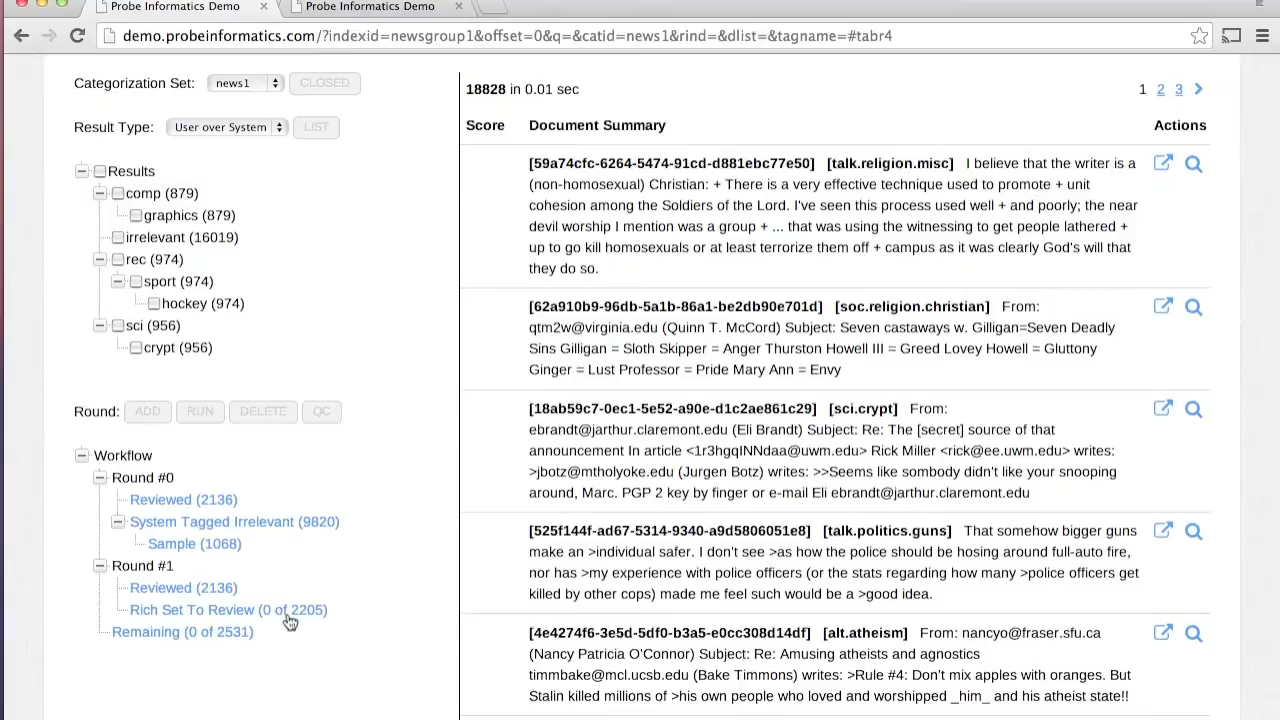 Probe Informatics Demo
Probe Informatics Demo
demo.probeinformatics.com/?indexid=newsgroup1&offset=0&q=&catid=news1&rind=&dlist=&tagname=#tabr4
Categorization Set: news1 CLOSED
Result Type: User over System LIST
Results
comp (879)
graphics (879)
irrelevant (16019)
rec (974)
sport (974)
hockey (974)
sci (956)
crypt (956)
Round: ADD RUN DELETE QC
Workflow
Round #0
Reviewed (2136)
System Tagged Irrelevant (9820)
Sample (1068)
Round #1
Reviewed (2136)
Rich Set To Review (0 of 2205)
Remaining (0 of 2531)
18828 in 0.01 sec 1 2 3
Score Document Summary Actions
[59a74cfc-6264-5474-91cd-d881ebc77e50] [talk.religion.misc] I believe that the writer is a
(non-homosexual) Christian: + There is a very effective technique used to promote + unit
cohesion among the Soldiers of the Lord. I've seen this process used well + and poorly; the near
devil worship I mention was a group + ... that was using the witnessing to get people lathered +
up to go kill homosexuals or at least terrorize them off + campus as it was clearly God's will that
they do so.
[62a910b9-96db-5a1b-86a1-be2db90e701d] [soc.religion.christian] From:
qtm2w@virginia.edu (Quinn T. McCord) Subject: Seven castaways w. Gilligan=Seven Deadly
Sins Gilligan = Sloth Skipper = Anger Thurston Howell III = Greed Lovey Howell = Gluttony
Ginger = Lust Professor = Pride Mary Ann = Envy
[18ab59c7-0ec1-5e52-a90e-d1c2ae861c29] [sci.crypt] From:
ebrandt@jarthur.claremont.edu (Eli Brandt) Subject: Re: The [secret] source of that
announcement In article <1r3hgqINNdaa@uwm.edu> Rick Miller <rick@ee.uwm.edu> writes:
>jbotz@mtholyoke.edu (Jurgen Botz) writes: >>Seems like sombody didn't like your snooping
around, Marc. PGP 2 key by finger or e-mail Eli ebrandt@jarthur.claremont.edu
[525f144f-ad67-5314-9340-a9d5806051e8] [talk.politics.guns] That somehow bigger guns
make an >individual safer. I don't see >as how the police should be hosing around full-auto fire,
nor has >my experience with police officers (or the stats regarding how many >police officers get
killed by other cops) made me feel such would be a >good idea.
[4e4274f6-3e5d-5df0-b3a5-e0cc308d14df] [alt.atheism] From: nancyo@fraser.sfu.ca
(Nancy Patricia O'Connor) Subject: Re: Amusing atheists and agnostics
timmbake@mcl.ucsb.edu (Bake Timmons) writes: >Rule #4: Don't mix apples with oranges. But
Stalin killed millions of >his own people who loved and worshipped _him_ and his atheist state!!